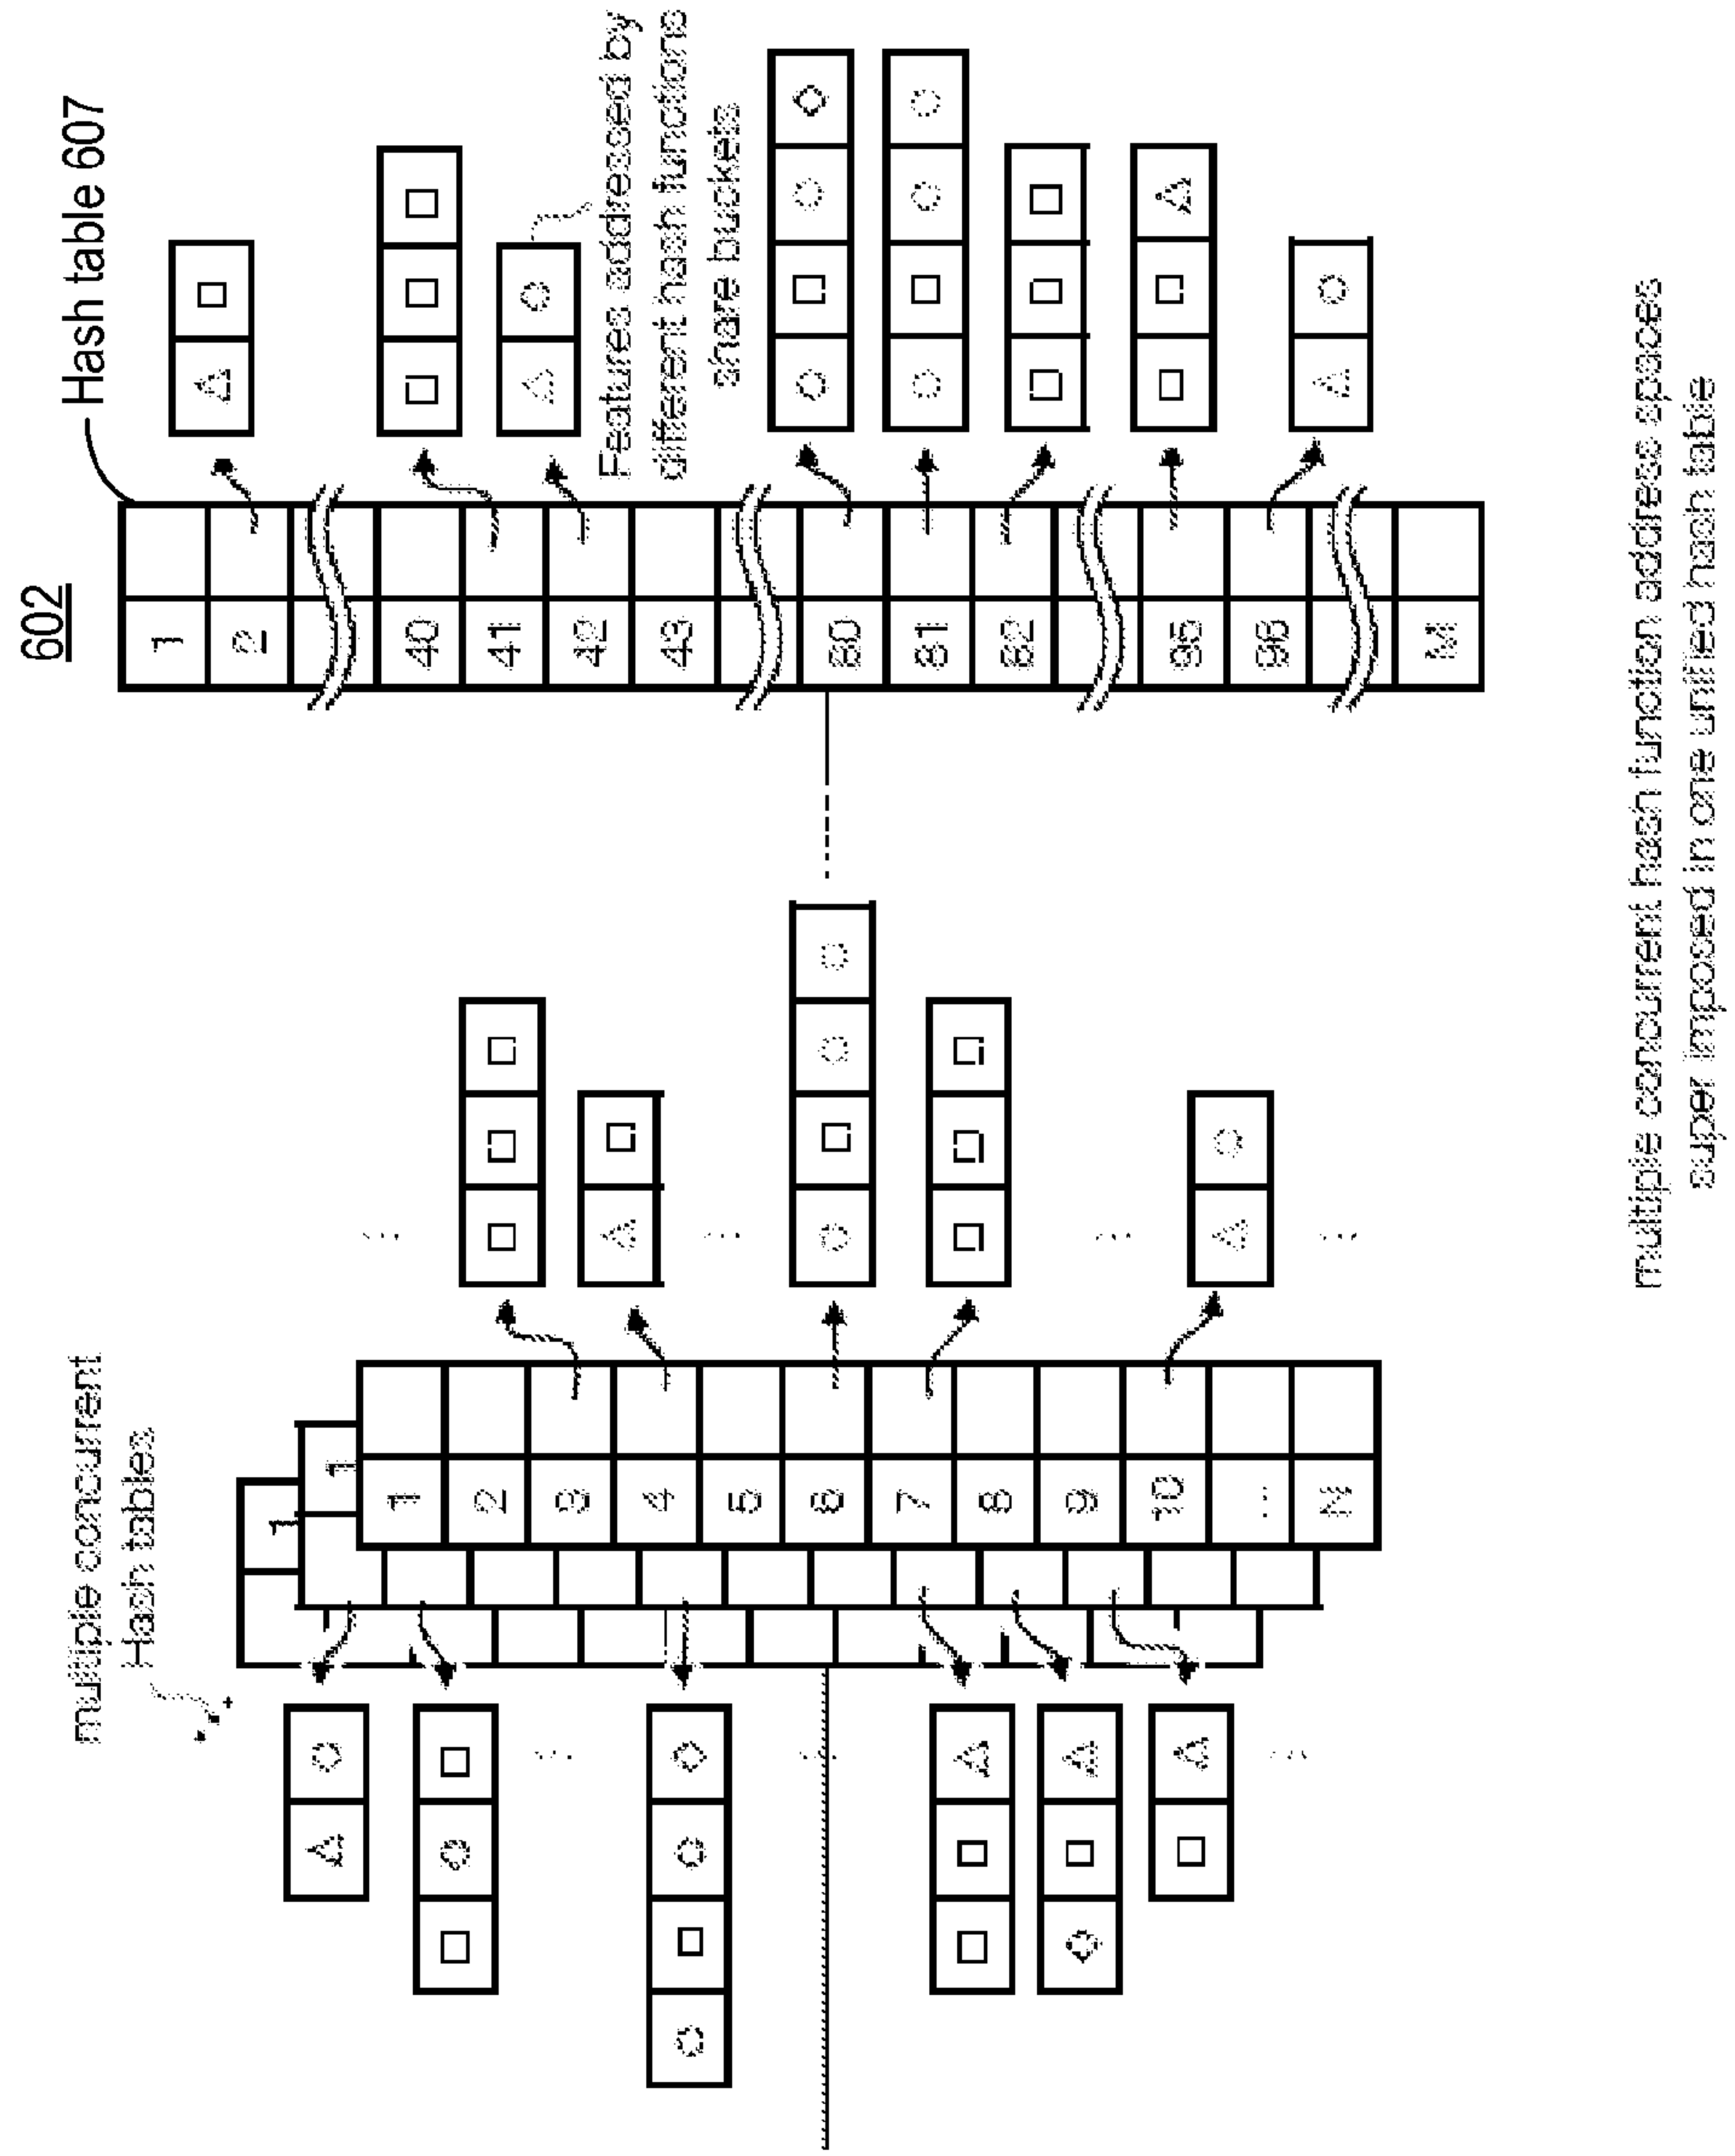 602
Hash table 607
1
2
40
41
42
43
80
81
82
95
96
M
Features addressed by
different hash functions
share buckets
multiple concurrent
Hash tables
1
1
1
2
3
4
5
6
7
8
9
10
...
N
multiple concurrent hash function address spaces
super imposed in one unified hash table